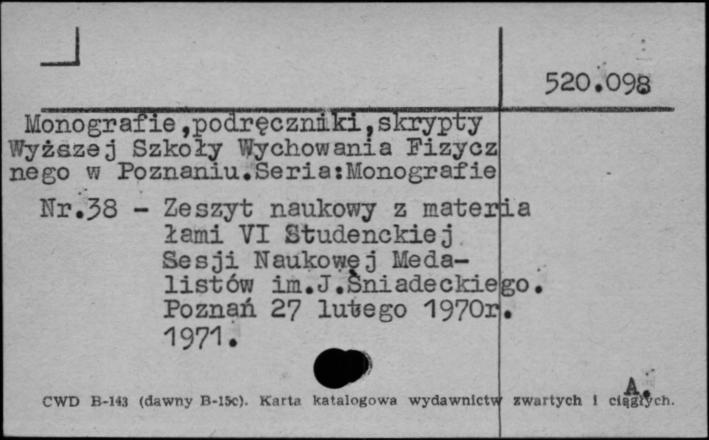 520.098
Monografie,podręczniki,skrypty
Wyższej Szkoły Wychowania Fizycz
nego w Poznaniu.Seria:Monografie
Nr.38 - Zeszyt naukowy z materia
łami VI Studenckiej
Sesji Naukowej Meda-
listów im.J.Śniadeckiego.
Poznań 27 lutego 1970r.
1971.
A.
CWD B-143 (dawny B-15c). Karta katalogowa wydawnictw zwartych i ciągłych.